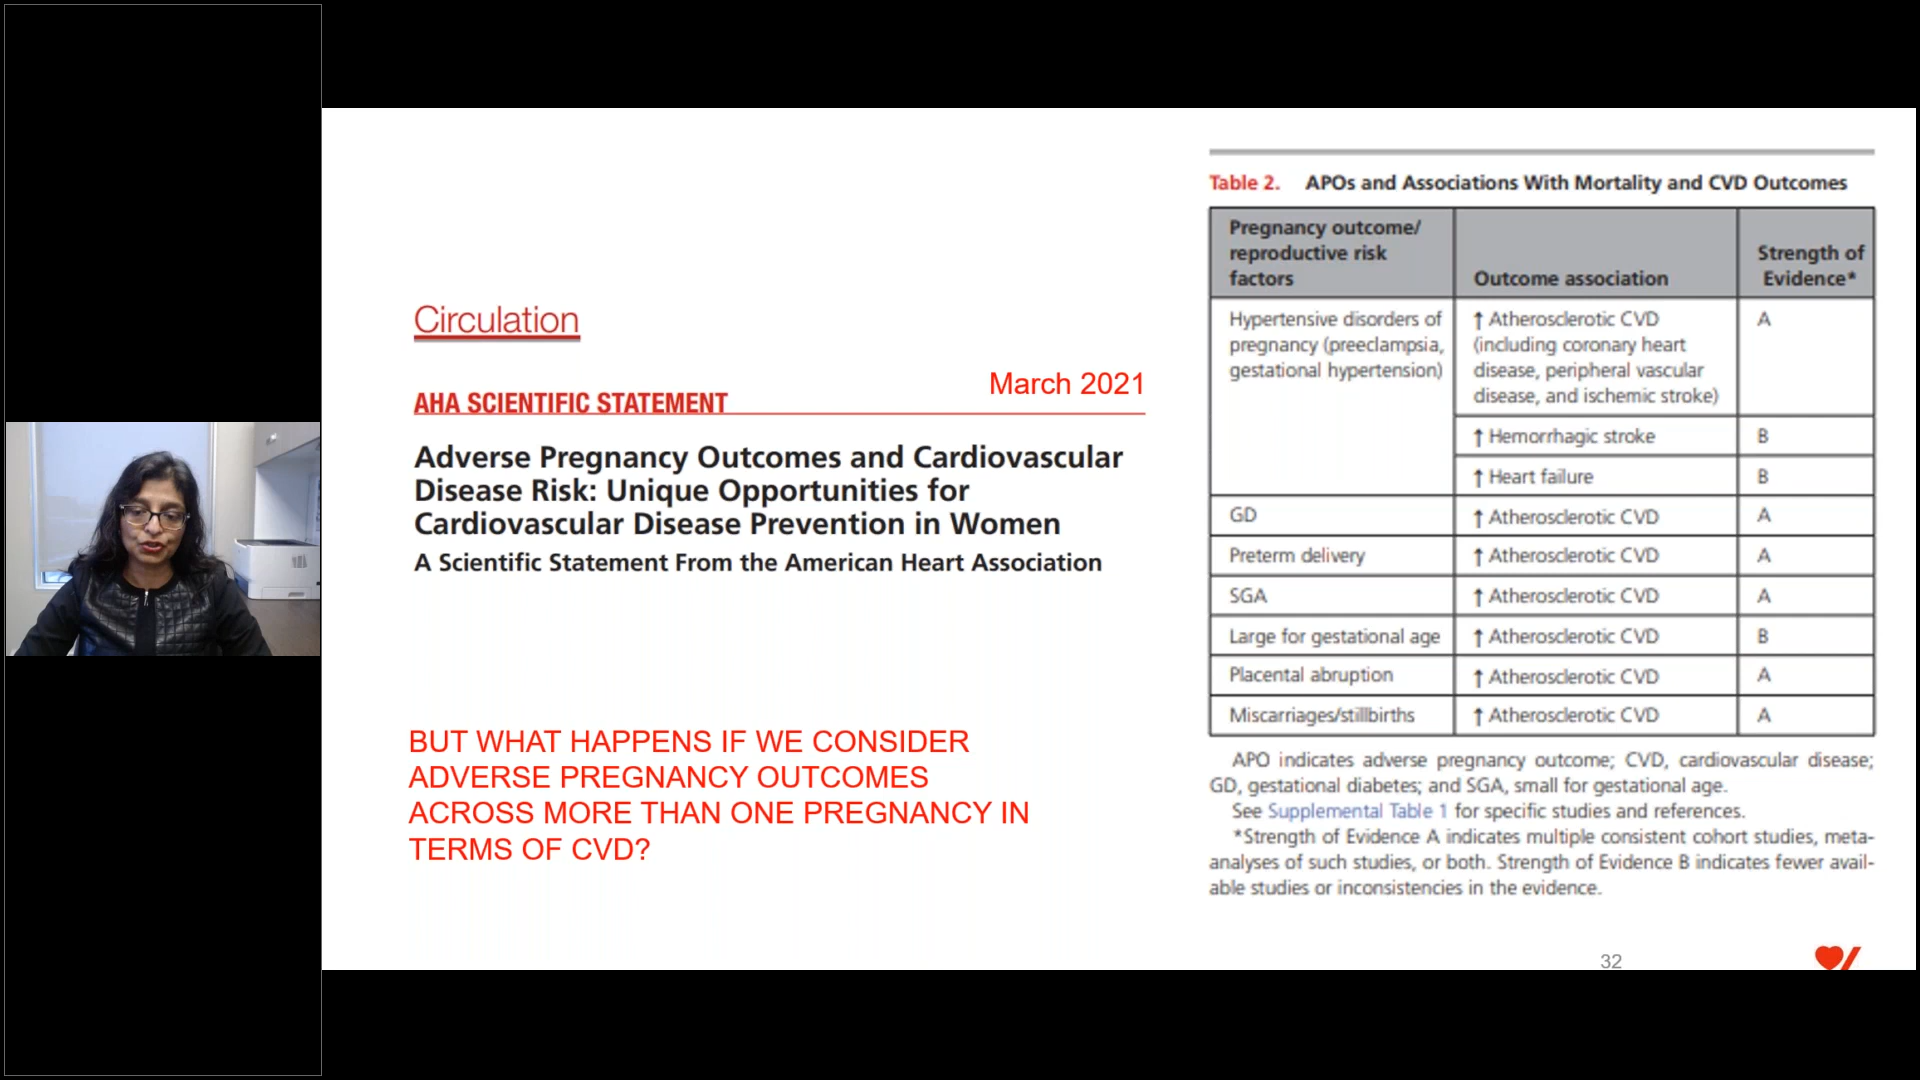 Circulation
March 2021
AHA SCIENTIFIC STATEMENT
Adverse Pregnancy Outcomes and Cardiovascular
Disease Risk: Unique Opportunities for
Cardiovascular Disease Prevention in Women
A Scientific Statement From the American Heart Association
BUT WHAT HAPPENS IF WE CONSIDER
ADVERSE PREGNANCY OUTCOMES
ACROSS MORE THAN ONE PREGNANCY IN
TERMS OF CVD?
Table 2. APOs and Associations With Mortality and CVD Outcomes
Pregnancy outcome/
reproductive risk
factors
Outcome association
Strength of
Evidence*
Hypertensive disorders of
pregnancy (preeclampsia,
gestational hypertension)
↑ Atherosclerotic CVD
(including coronary heart
disease, peripheral vascular
disease, and ischemic stroke)
A
↑ Hemorrhagic stroke
B
↑ Heart failure
B
GD
↑ Atherosclerotic CVD
A
Preterm delivery
↑ Atherosclerotic CVD
A
SGA
↑ Atherosclerotic CVD
A
Large for gestational age
↑ Atherosclerotic CVD
B
Placental abruption
↑ Atherosclerotic CVD
A
Miscarriages/stillbirths
↑ Atherosclerotic CVD
A
APO indicates adverse pregnancy outcome; CVD, cardiovascular disease;
GD, gestational diabetes; and SGA, small for gestational age.
See Supplemental Table 1 for specific studies and references.
*Strength of Evidence A indicates multiple consistent cohort studies, meta-
analyses of such studies, or both. Strength of Evidence B indicates fewer avail-
able studies or inconsistencies in the evidence.
32